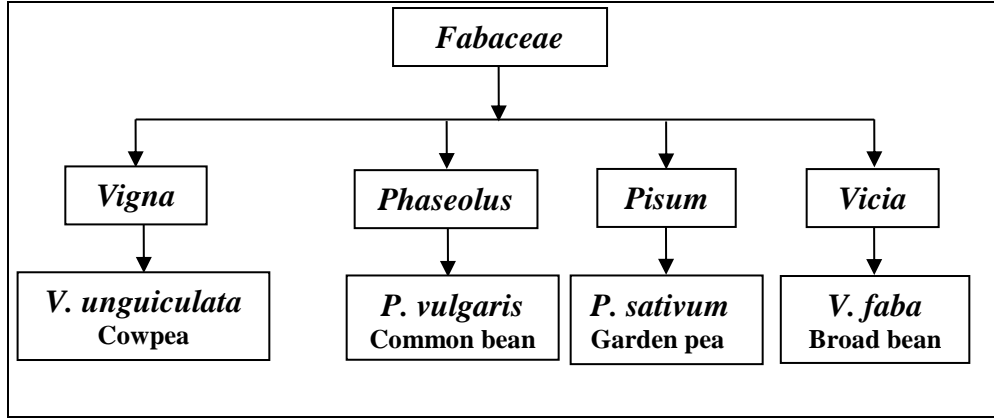 Fabaceae
Vigna
Phaseolus
Pisum
Vicia
V. unguiculata
Cowpea
P. vulgaris
Common bean
P. sativum
Garden pea
V. faba
Broad bean